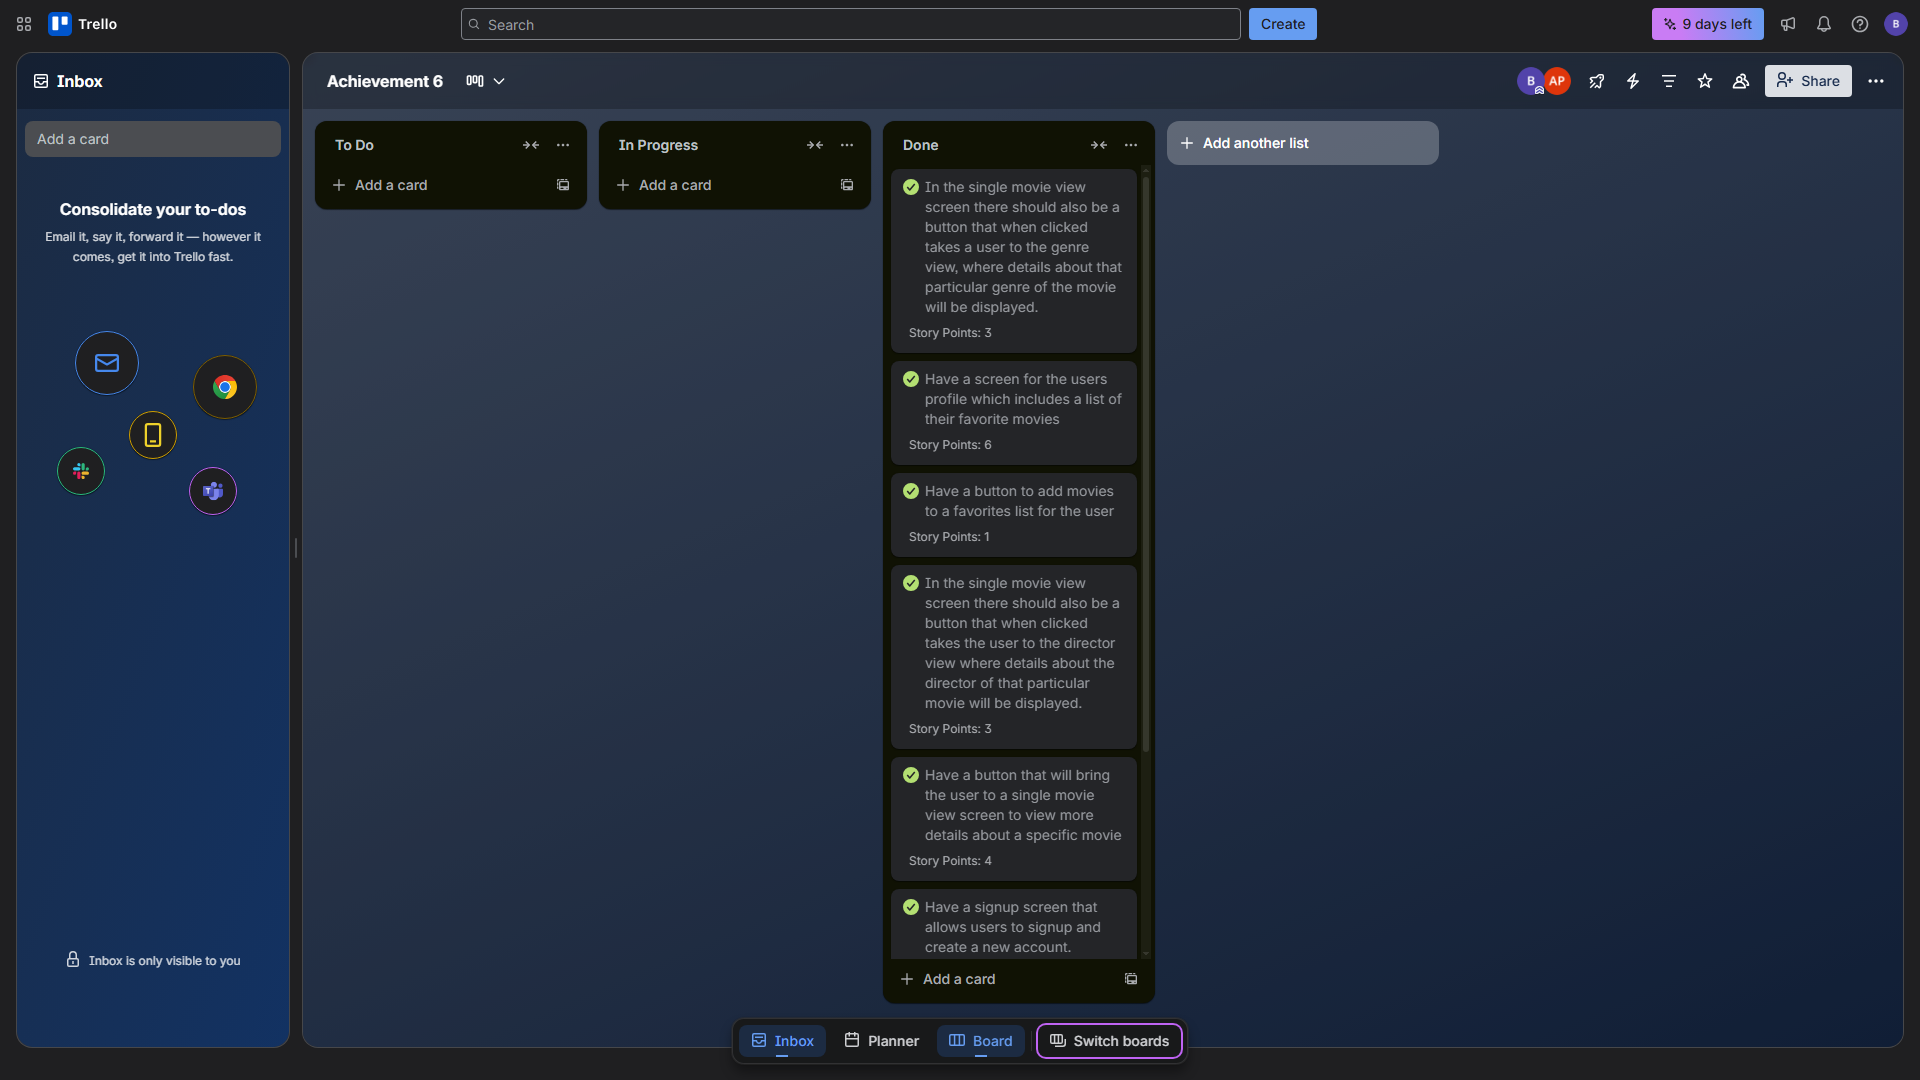 Trello
Search
Create
9 days left
B
Inbox
Add a card
Consolidate your to-dos
Email it, say it, forward it — however it
comes, get it into Trello fast.
Inbox is only visible to you
Achievement 6
B
AP
Share
To Do
Add a card
In Progress
Add a card
Done
In the single movie view
screen there should also be a
button that when clicked
takes a user to the genre
view, where details about that
particular genre of the movie
will be displayed.
Story Points: 3
Have a screen for the users
profile which includes a list of
their favorite movies
Story Points: 6
Have a button to add movies
to a favorites list for the user
Story Points: 1
In the single movie view
screen there should also be a
button that when clicked
takes the user to the director
view where details about the
director of that particular
movie will be displayed.
Story Points: 3
Have a button that will bring
the user to a single movie
view screen to view more
details about a specific movie
Story Points: 4
Have a signup screen that
allows users to signup and
create a new account.
Add a card
Add another list
Inbox
Planner
Board
Switch boards